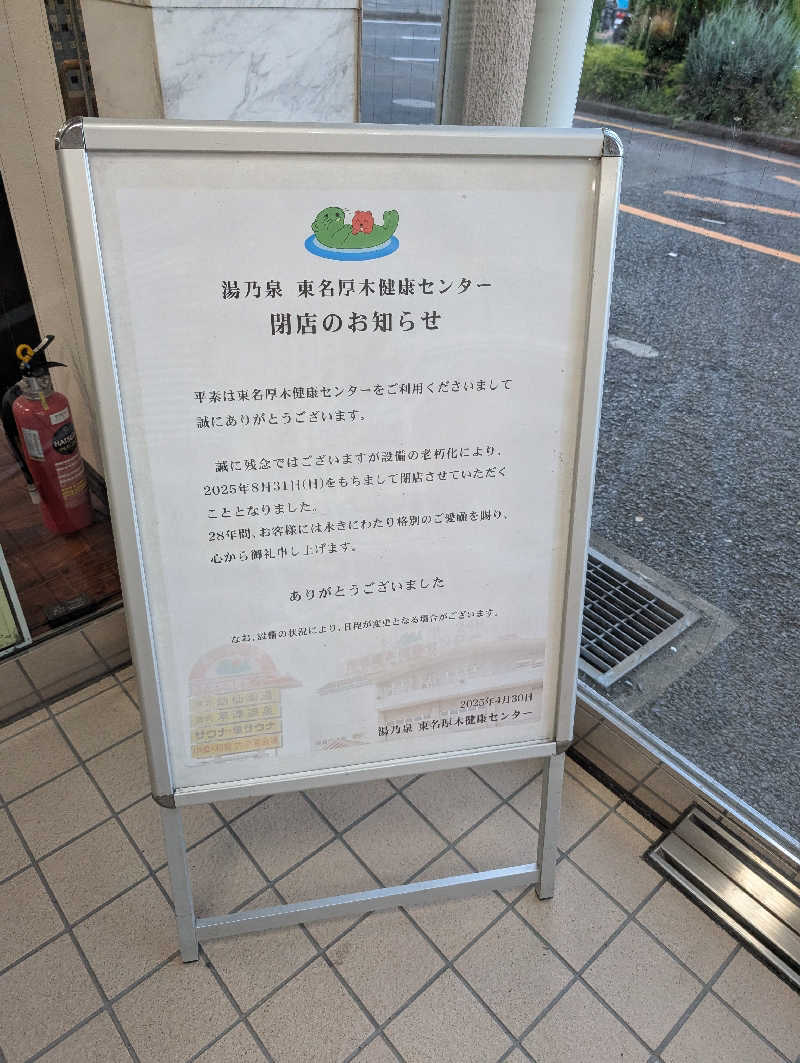 湯乃泉 東名厚木健康センター
閉店のお知らせ
平素は東名厚木健康センターをご利用くださいまして
誠にありがとうございます。
誠に残念ではございますが設備の老朽化により、
2025年8月31日(日)をもちまして閉店させていただく
こととなりました。
28年間、お客様には永きにわたり格別のご愛顧を賜り、
心から御礼申し上げます。
ありがとうございました
なお、設備の状況により、日程が変更となる場合がございます。
サウナ・塩サウナ
2025年4月30日
湯乃泉 東名厚木健康センター
HATSUTA